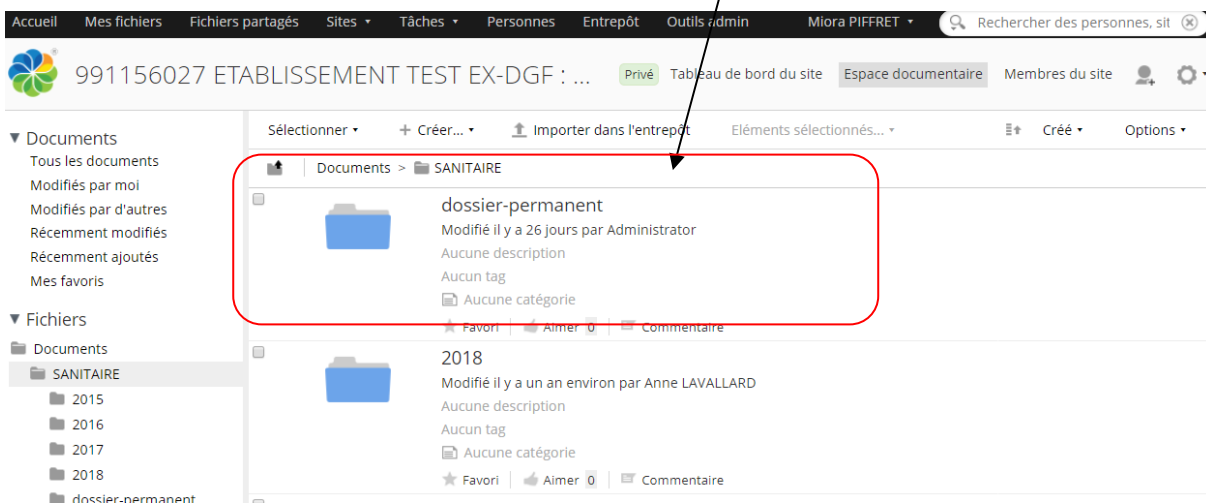 Accueil Mes fichiers Fichiers partagés Sites Tâches Personnes Entrepôt Outils admin Miora PIFFRET Rechercher des personnes, sit
991156027 ETABLISSEMENT TEST EX-DGF : ... Privé Tableau de bord du site Espace documentaire Membres du site
Documents
Tous les documents
Modifiés par moi
Modifiés par d'autres
Récemment modifiés
Récemment ajoutés
Mes favoris
Fichiers
Documents
SANITAIRE
2015
2016
2017
2018
dossier-permanent
Sélectionner + Créer... Importer dans l'entrepôt Eléments sélectionnés... Créé Options
Documents > SANITAIRE
dossier-permanent
Modifié il y a 26 jours par Administrator
Aucune description
Aucun tag
Aucune catégorie
Favori Aimer 0 Commentaire
2018
Modifié il y a un an environ par Anne LAVALLARD
Aucune description
Aucun tag
Aucune catégorie
Favori Aimer 0 Commentaire